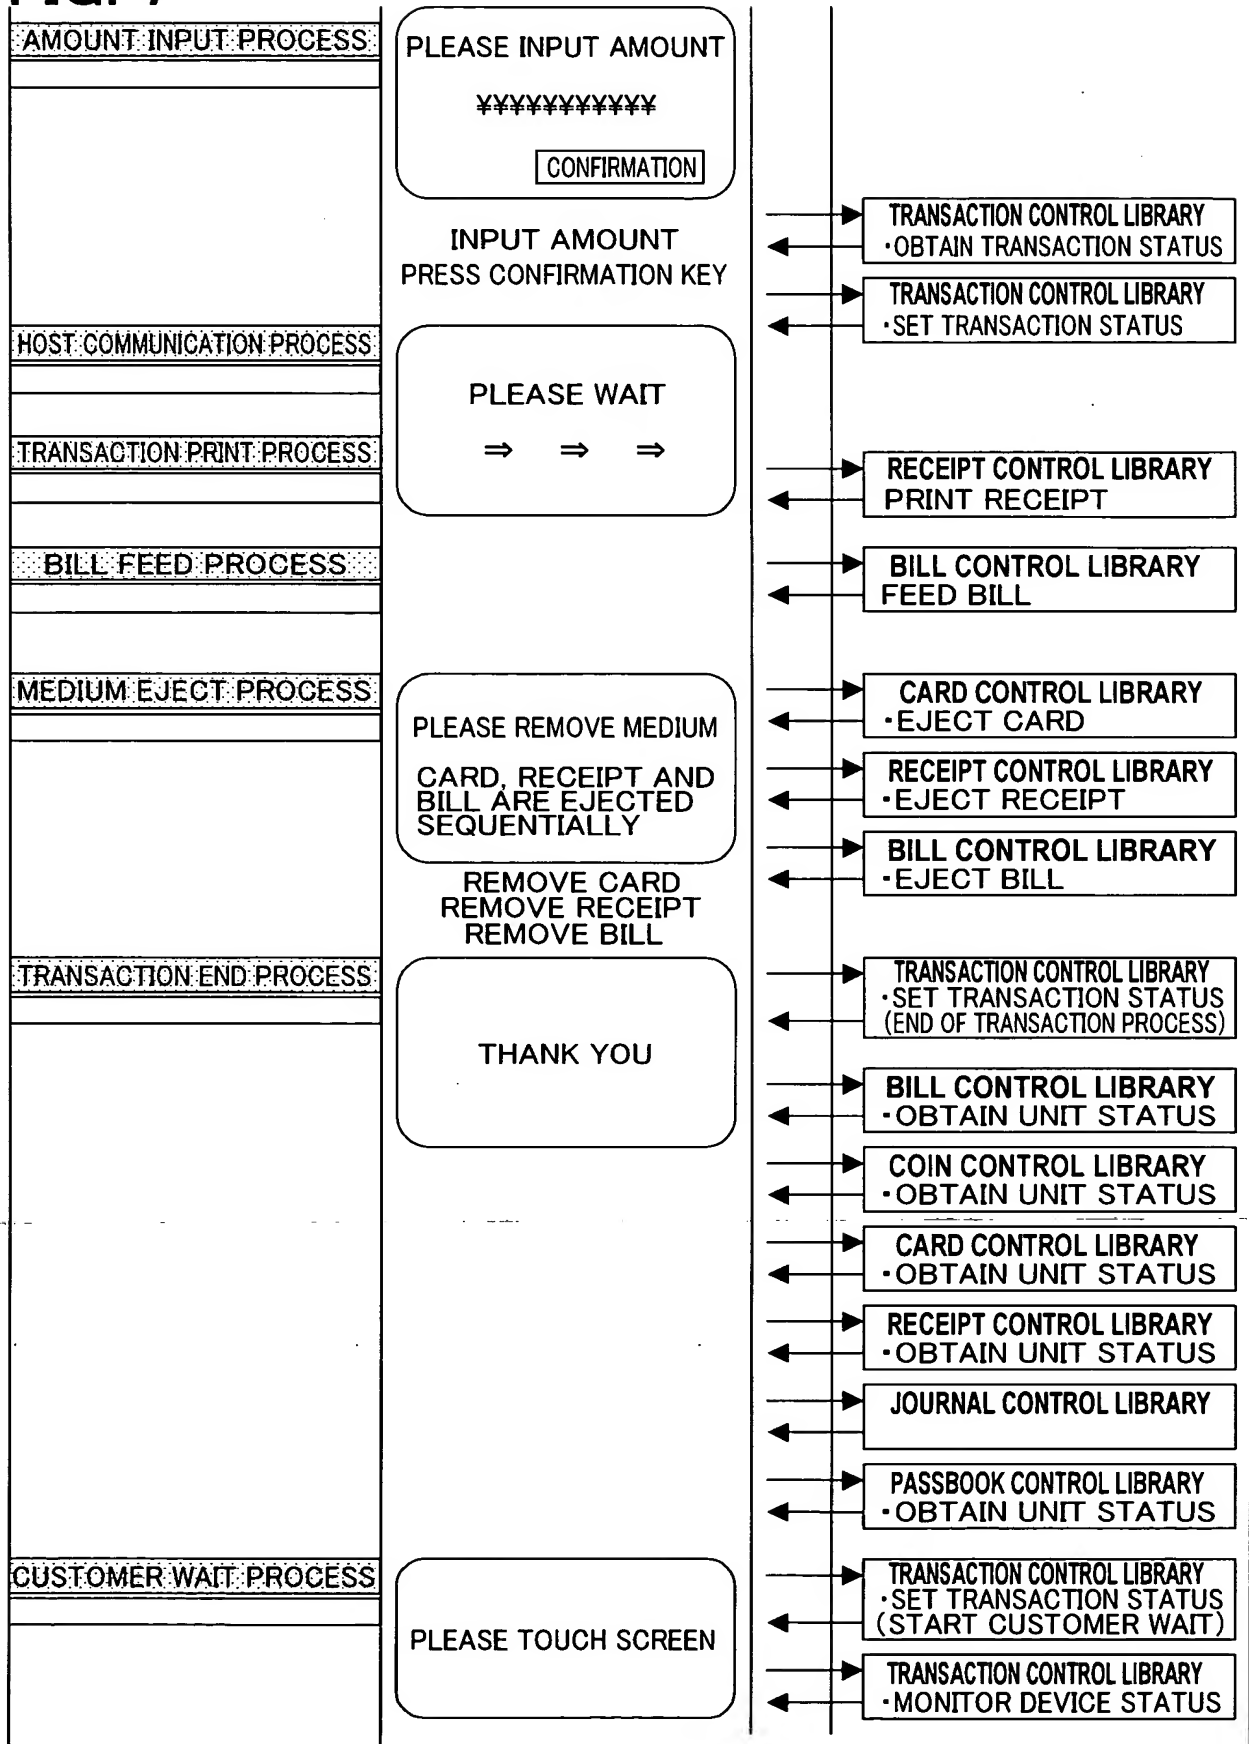 AMOUNT INPUT PROCESS
PLEASE INPUT AMOUNT
¥¥¥¥¥¥¥¥¥¥¥
CONFIRMATION
INPUT AMOUNT
PRESS CONFIRMATION KEY
TRANSACTION CONTROL LIBRARY
・OBTAIN TRANSACTION STATUS
TRANSACTION CONTROL LIBRARY
・SET TRANSACTION STATUS
HOST COMMUNICATION PROCESS
PLEASE WAIT
⇒ ⇒ ⇒
TRANSACTION PRINT PROCESS
RECEIPT CONTROL LIBRARY
PRINT RECEIPT
BILL FEED PROCESS
BILL CONTROL LIBRARY
FEED BILL
MEDIUM EJECT PROCESS
PLEASE REMOVE MEDIUM
CARD, RECEIPT AND
BILL ARE EJECTED
SEQUENTIALLY
REMOVE CARD
REMOVE RECEIPT
REMOVE BILL
CARD CONTROL LIBRARY
・EJECT CARD
RECEIPT CONTROL LIBRARY
・EJECT RECEIPT
BILL CONTROL LIBRARY
・EJECT BILL
TRANSACTION END PROCESS
THANK YOU
TRANSACTION CONTROL LIBRARY
・SET TRANSACTION STATUS
(END OF TRANSACTION PROCESS)
BILL CONTROL LIBRARY
・OBTAIN UNIT STATUS
COIN CONTROL LIBRARY
・OBTAIN UNIT STATUS
CARD CONTROL LIBRARY
・OBTAIN UNIT STATUS
RECEIPT CONTROL LIBRARY
・OBTAIN UNIT STATUS
JOURNAL CONTROL LIBRARY
PASSBOOK CONTROL LIBRARY
・OBTAIN UNIT STATUS
CUSTOMER WAIT PROCESS
PLEASE TOUCH SCREEN
TRANSACTION CONTROL LIBRARY
・SET TRANSACTION STATUS
(START CUSTOMER WAIT)
TRANSACTION CONTROL LIBRARY
・MONITOR DEVICE STATUS